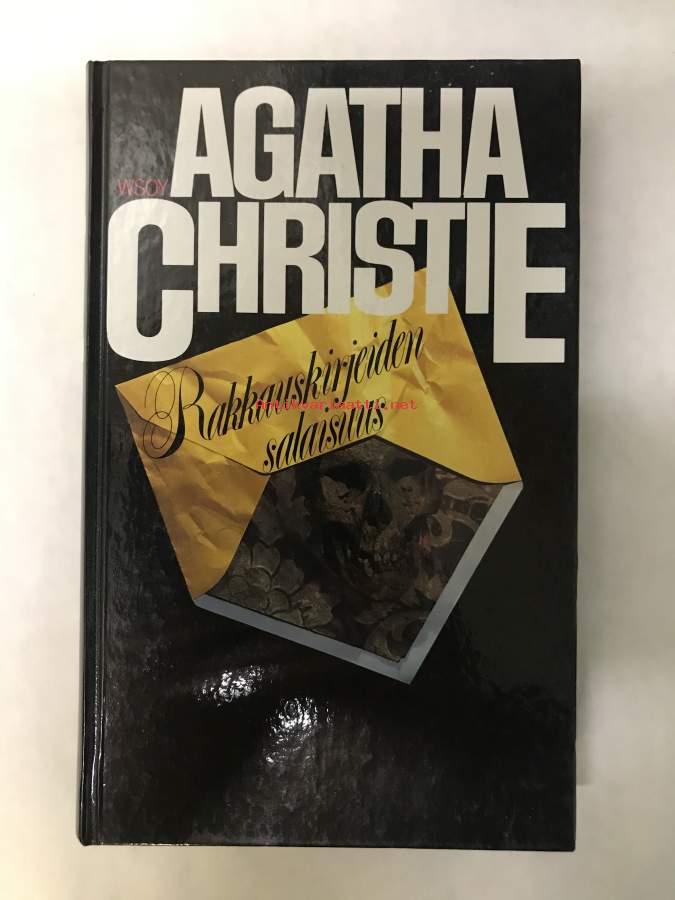 AGATHA
WSOY
CHRISTIE
Rakkauskirjeiden
Antikvariaatti.net
salaisuus